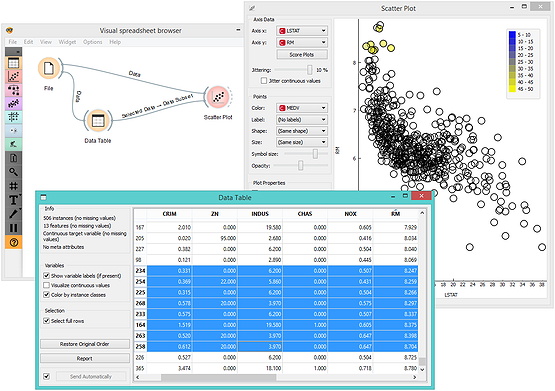 Visual spreadsheet browser
File Edit View Widget Options Help
File
Data
Data
Data Table
Selected Data → Data Subset
Scatter Plot
Scatter Plot
Axis Data
Axis x: C LSTAT
Axis y: C RM
Score Plots
Jittering: 10 %
Jitter continuous values
Points
Color: C MEDV
Label: (No labels)
Shape: (Same shape)
Size: (Same size)
Symbol size:
Opacity:
Plot Properties
8
6
RM
5 - 10
10 - 15
15 - 20
20 - 25
25 - 30
30 - 35
35 - 40
40 - 45
45 - 50
LSTAT
Data Table
Info
506 instances (no missing values)
13 features (no missing values)
Continuous target variable (no missing
values)
No meta attributes
Variables
Show variable labels (if present)
Visualize continuous values
Color by instance classes
Selection
Select full rows
Restore Original Order
Report
Send Automatically
CRIM ZN INDUS CHAS NOX RM
167 2.010 0.000 19.580 0.000 0.605 7.929
205 0.020 95.000 2.680 0.000 0.416 8.034
227 0.382 0.000 6.200 0.000 0.504 8.040
98 0.121 0.000 2.890 0.000 0.445 8.069
234 0.331 0.000 6.200 0.000 0.507 8.247
254 0.369 22.000 5.860 0.000 0.431 8.259
225 0.315 0.000 6.200 0.000 0.504 8.266
268 0.578 20.000 3.970 0.000 0.575 8.297
233 0.575 0.000 6.200 0.000 0.507 8.337
164 1.519 0.000 19.580 1.000 0.605 8.375
263 0.520 20.000 3.970 0.000 0.647 8.398
258 0.612 20.000 3.970 0.000 0.647 8.704
226 0.527 0.000 6.200 0.000 0.504 8.725
365 3.474 0.000 18.100 1.000 0.718 8.780